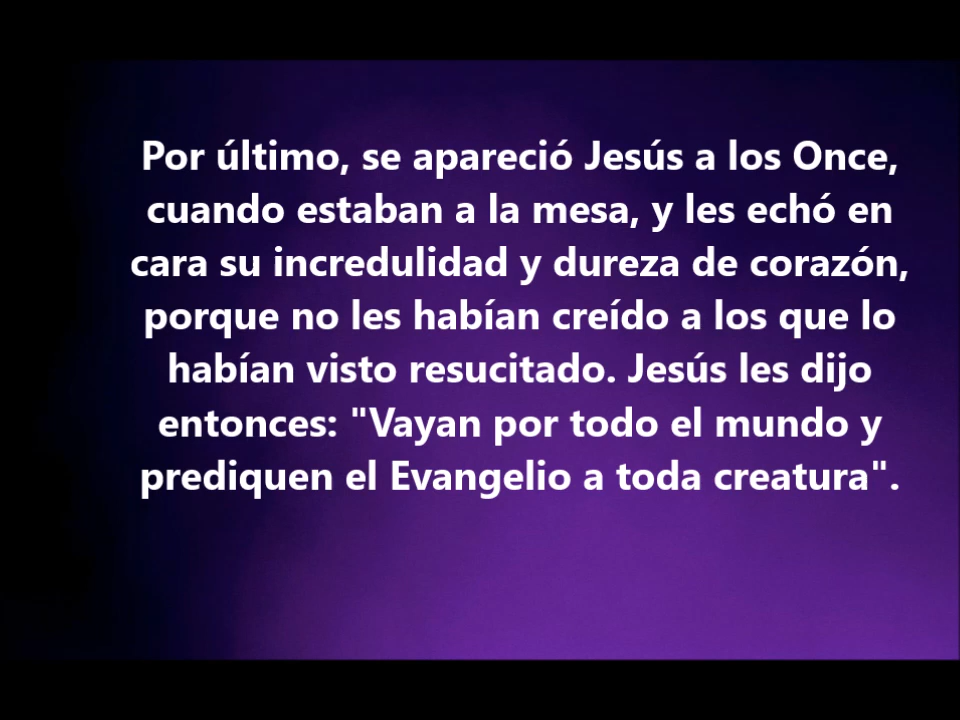 Por último, se apareció Jesús a los Once,
cuando estaban a la mesa, y les echó en
cara su incredulidad y dureza de corazón,
porque no les habían creído a los que lo
habían visto resucitado. Jesús les dijo
entonces: "Vayan por todo el mundo y
prediquen el Evangelio a toda creatura".